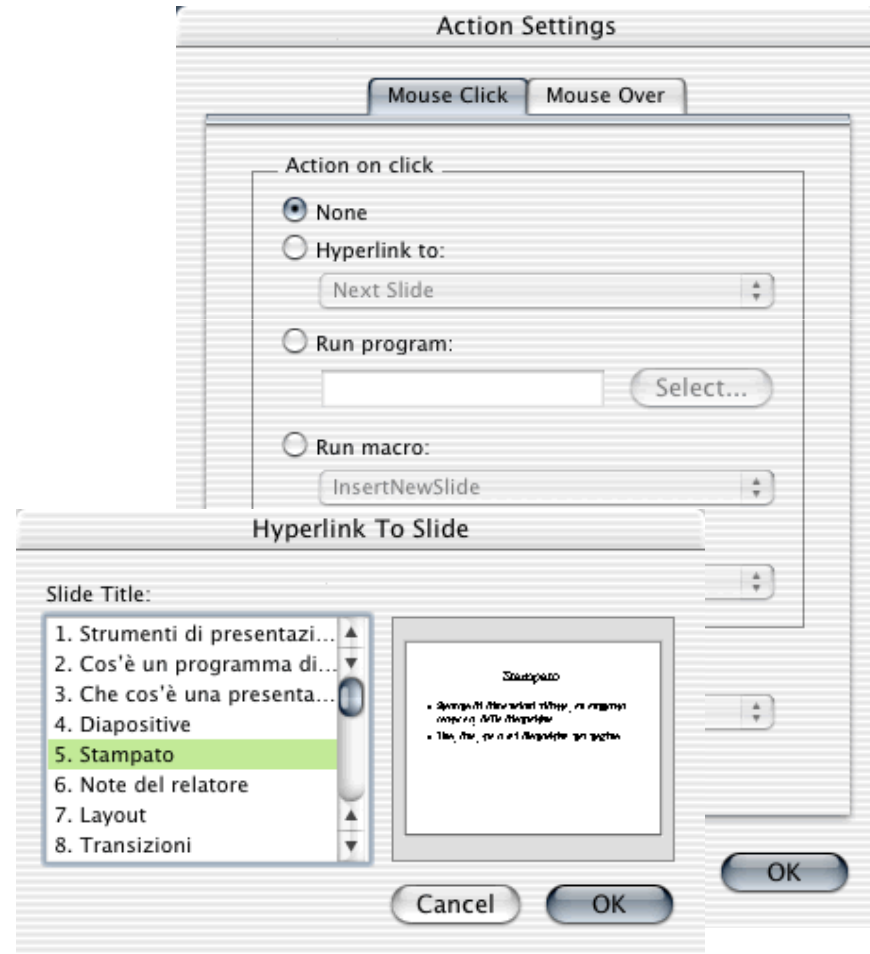 Action Settings
Mouse Click Mouse Over
Action on click
None
Hyperlink to:
Next Slide
Run program:
Select...
Run macro:
InsertNewSlide
Hyperlink To Slide
Slide Title:
1. Strumenti di presentazi...
2. Cos'è un programma di...
3. Che cos'è una presenta...
4. Diapositive
5. Stampato
6. Note del relatore
7. Layout
8. Transizioni
Stampato
Cancel OK
OK